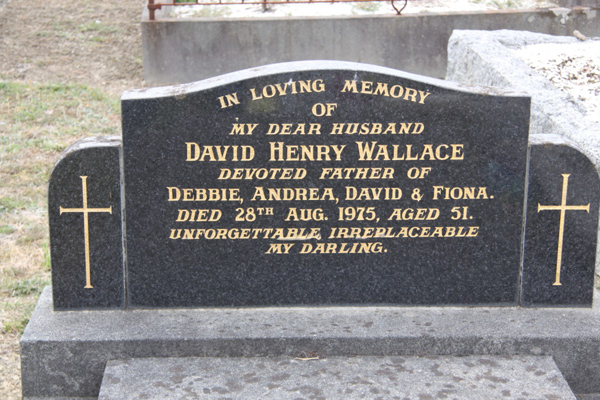 IN LOVING MEMORY
OF
MY DEAR HUSBAND
DAVID HENRY WALLACE
DEVOTED FATHER OF
DEBBIE, ANDREA, DAVID & FIONA.
DIED 28TH AUG. 1975, AGED 51.
UNFORGETTABLE, IRREPLACEABLE
MY DARLING.